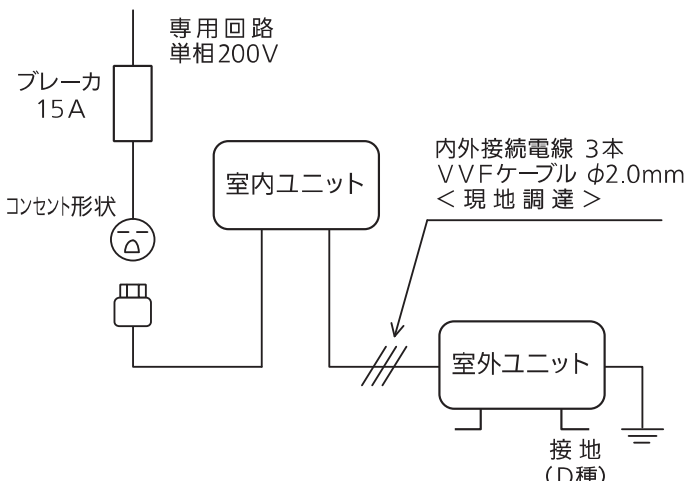 専用回路
単相200V
ブレーカ
15A
コンセント形状
室内ユニット
内外接続電線 3本
VVFケーブル φ2.0mm
<現地調達>
室外ユニット
接地
(D種)